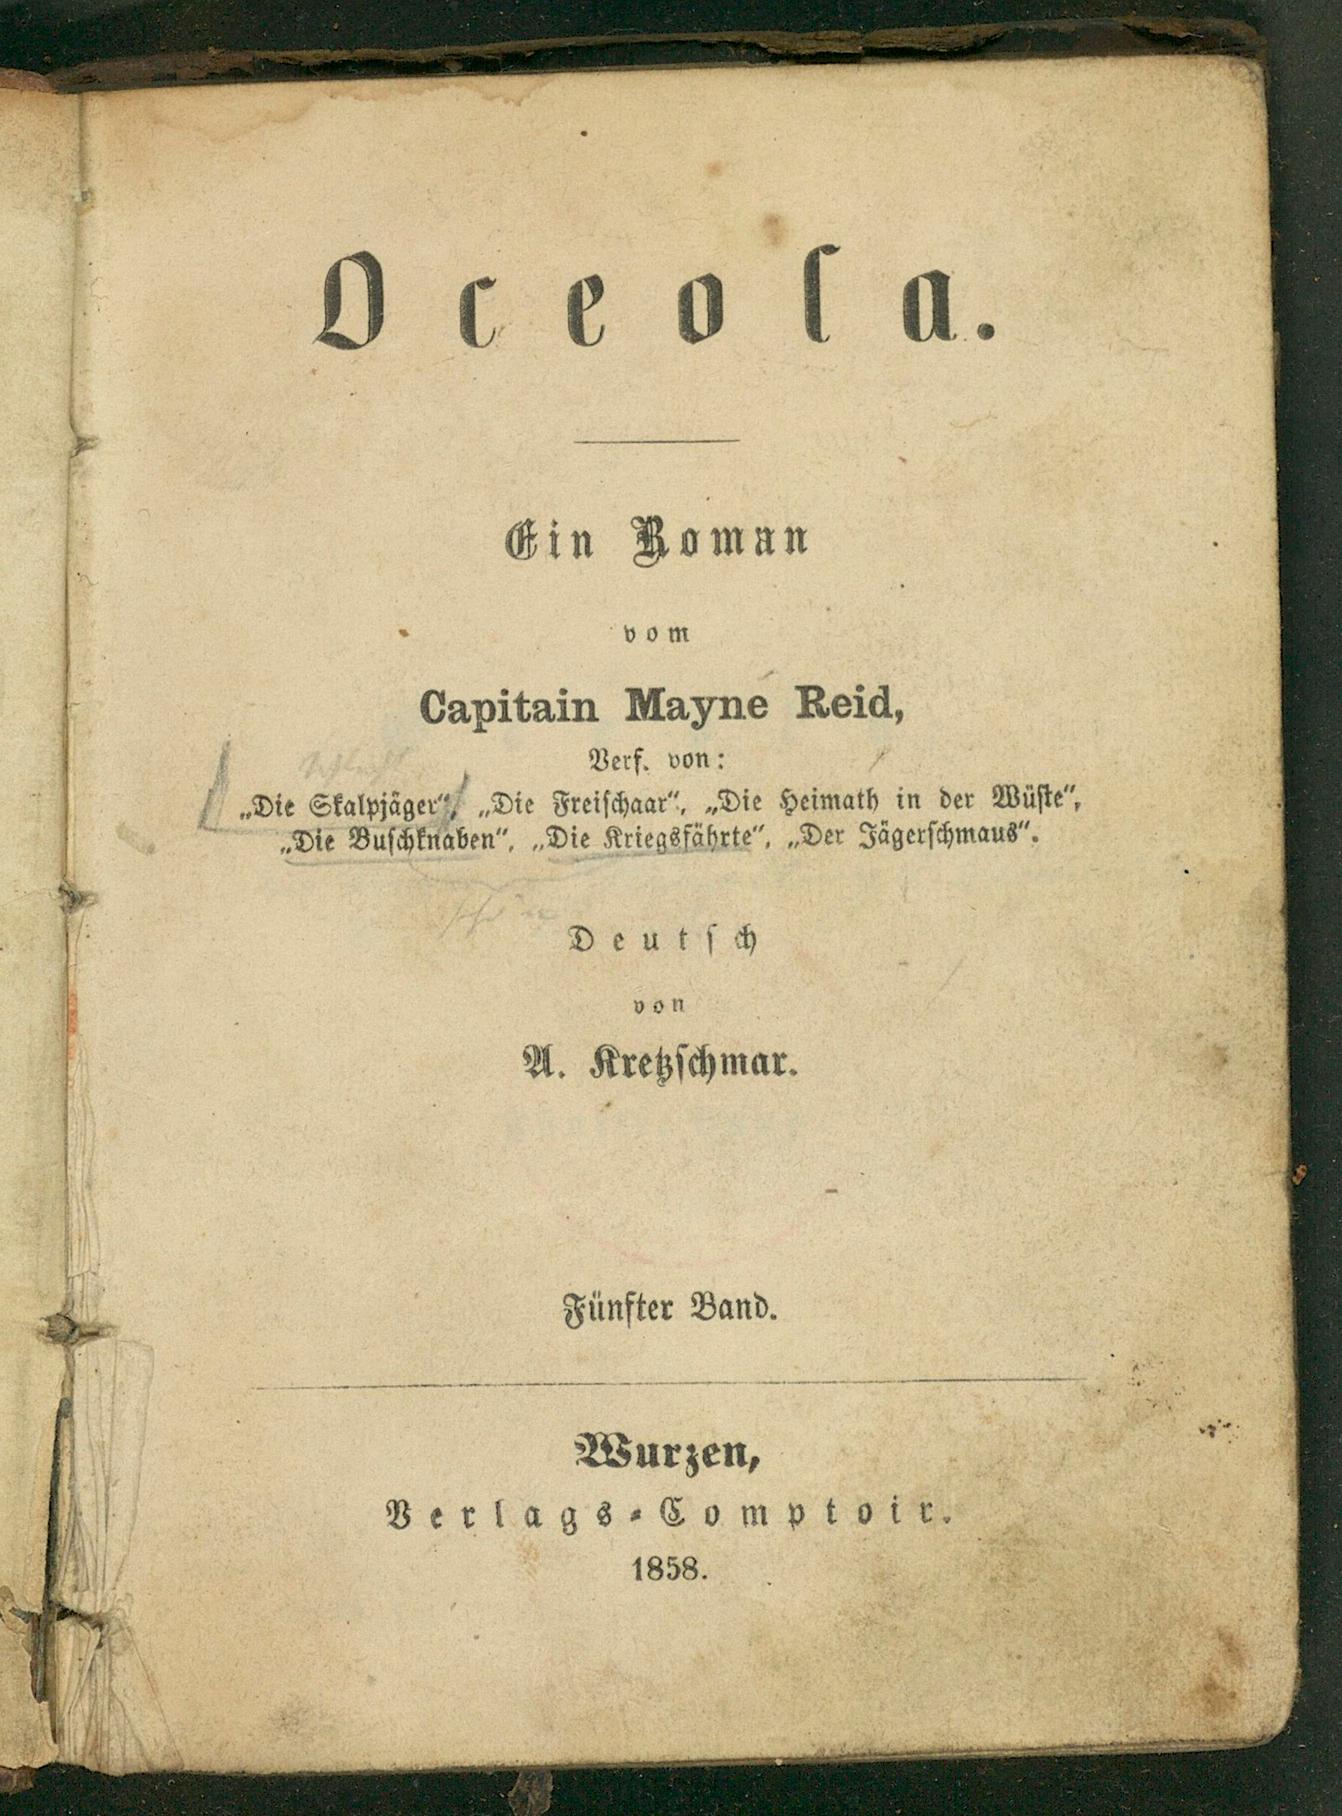 Oceola.
Ein Roman
vom
Capitain Mayne Reid,
Verf. von:
„Die Skalpjäger“, „Die Freiſchaar“, „Die Heimath in der Wüſte“,
„Die Buſchknaben“, „Die Kriegsfährte“, „Der Jägerſchmaus“.
Deutſch
von
A. Kretzſchmar.
Fünfter Band.
Wurzen,
Verlags-Comptoir.
1858.